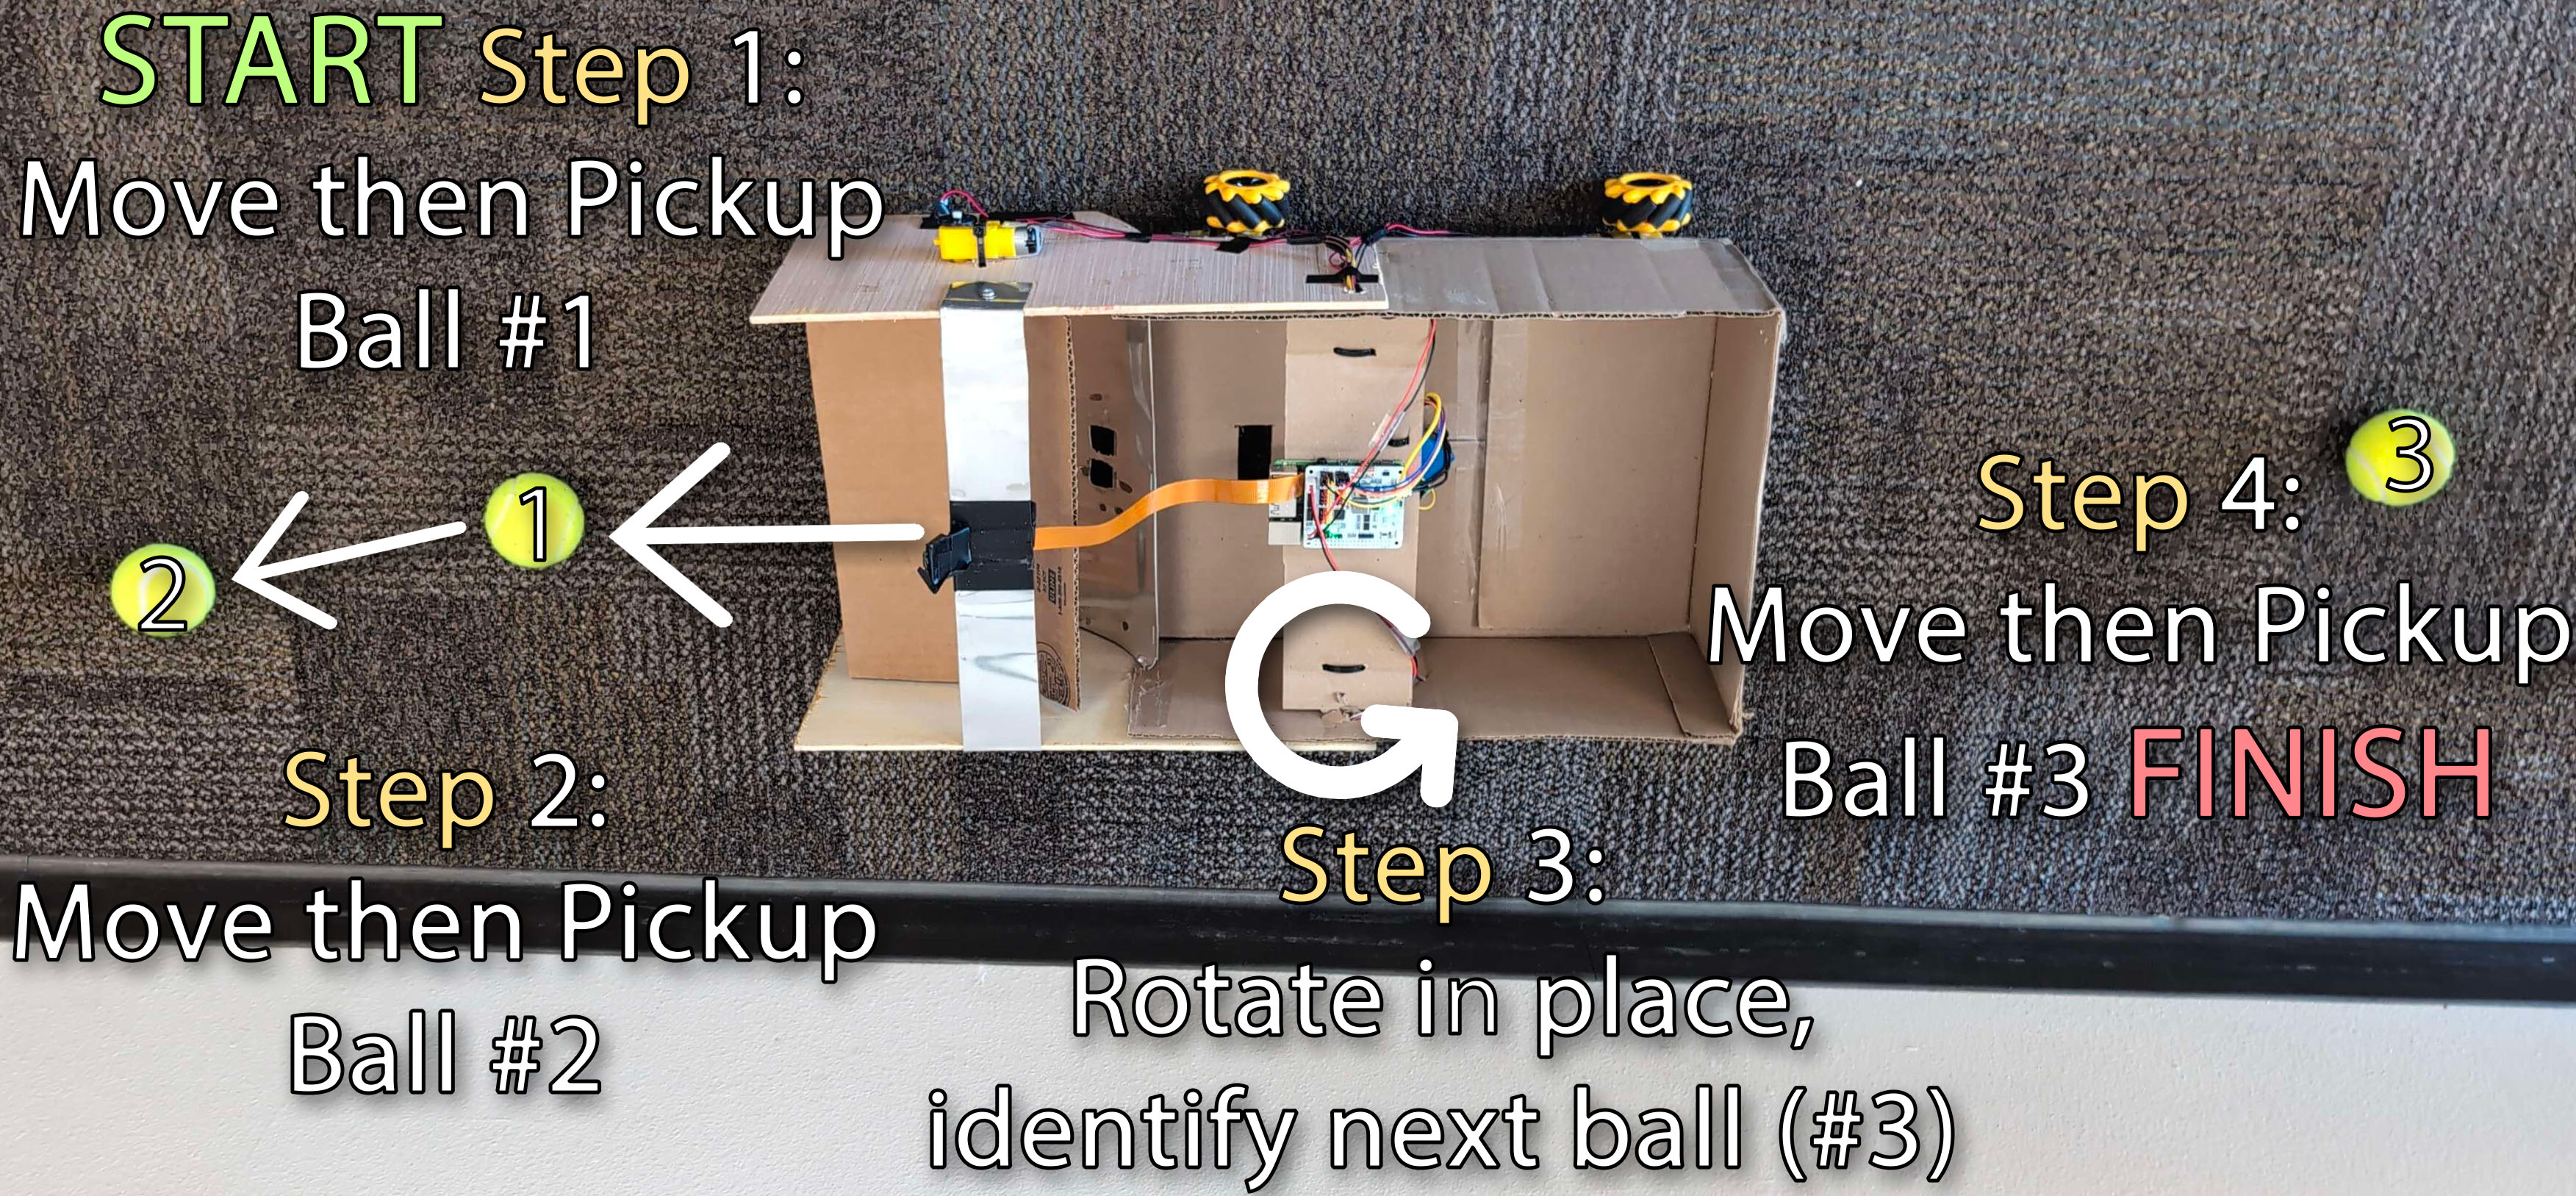 START Step 1:
Move then Pickup
Ball #1
1
2
3
Step 2:
Move then Pickup
Ball #2
Step 3:
Rotate in place,
identify next ball (#3)
Step 4:
Move then Pickup
Ball #3 FINISH